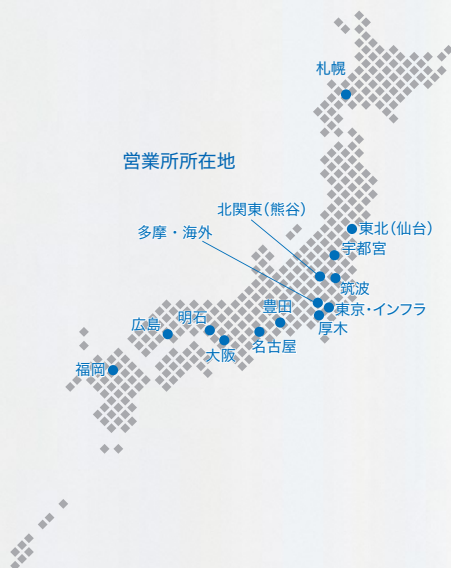 札幌
営業所所在地
北関東(熊谷)
多摩・海外
東北(仙台)
宇都宮
筑波
豊田
東京・インフラ
厚木
明石
広島
名古屋
大阪
福岡